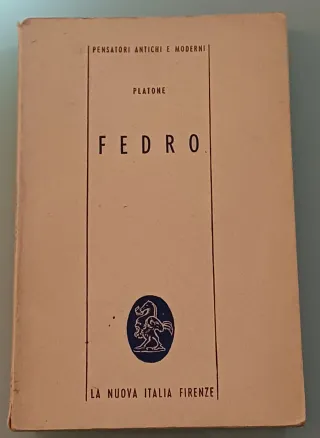 PENSATORI ANTICHI E MODERNI
PLATONE
FEDRO
LA NUOVA ITALIA FIRENZE